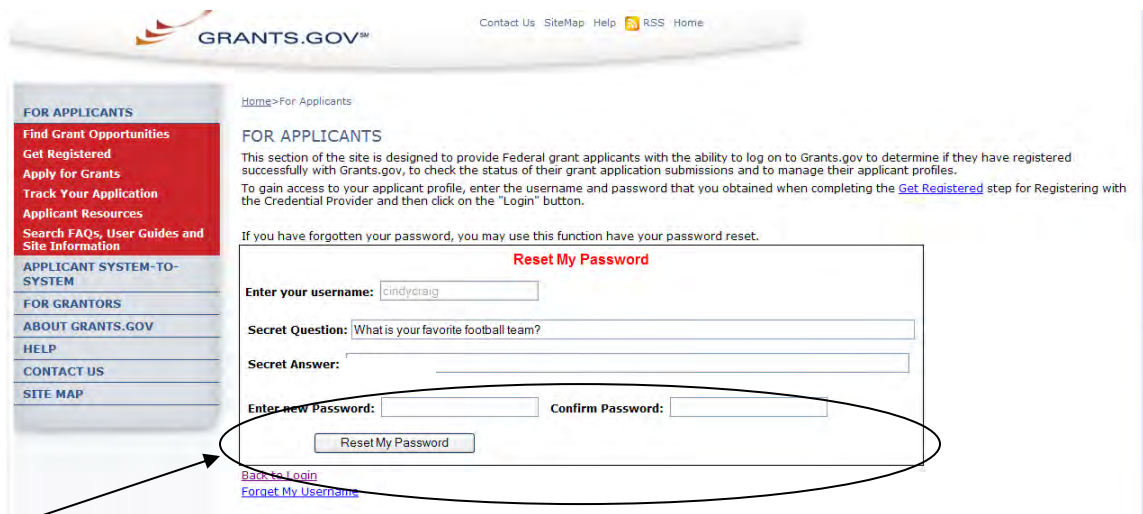 Contact Us SiteMap Help RSS Home
GRANTS.GOV℠
FOR APPLICANTS
Find Grant Opportunities
Get Registered
Apply for Grants
Track Your Application
Applicant Resources
Search FAQs, User Guides and
Site Information
APPLICANT SYSTEM-TO-
SYSTEM
FOR GRANTORS
ABOUT GRANTS.GOV
HELP
CONTACT US
SITE MAP
Home>For Applicants
FOR APPLICANTS
This section of the site is designed to provide Federal grant applicants with the ability to log on to Grants.gov to determine if they have registered
successfully with Grants.gov, to check the status of their grant application submissions and to manage their applicant profiles.
To gain access to your applicant profile, enter the username and password that you obtained when completing the Get Registered step for Registering with
the Credential Provider and then click on the "Login" button.
If you have forgotten your password, you may use this function have your password reset.
Reset My Password
Enter your username: cindycraig
Secret Question: What is your favorite football team?
Secret Answer:
Enter new Password: Confirm Password:
Reset My Password
Back to Login
Forget My Username